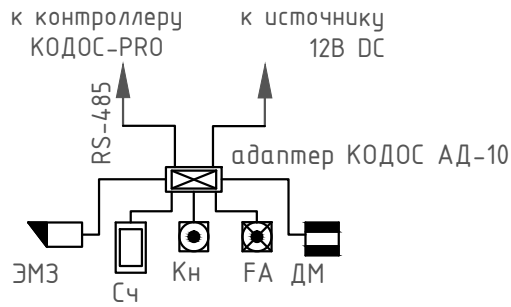 к контроллеру
КОДОС-PRO
к источнику
12В DC
RS-485
адаптер КОДОС АД-10
ЭМЗ
Сч
Кн
FA
ДМ